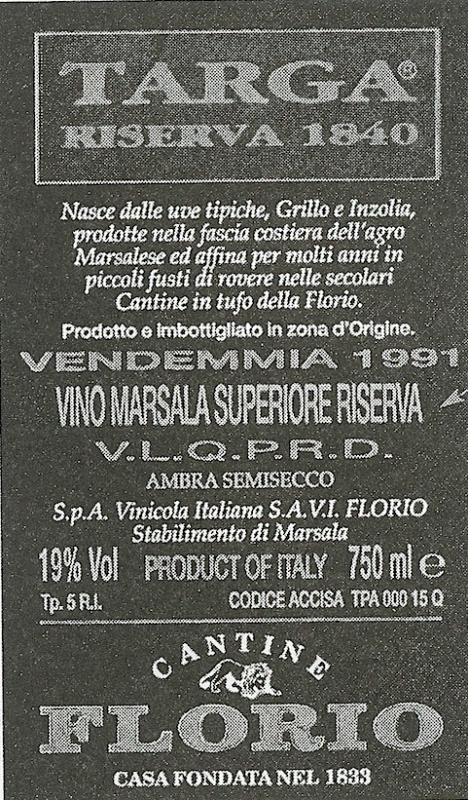 TARGA®
RISERVA 1840
Nasce dalle uve tipiche, Grillo e Inzolia,
prodotte nella fascia costiera dell'agro
Marsalese ed affina per molti anni in
piccoli fusti di rovere nelle secolari
Cantine in tufo della Florio.
Prodotto e imbottigliato in zona d'Origine.
VENDEMMIA 1991
VINO MARSALA SUPERIORE RISERVA
V.L.Q.P.R.D.
AMBRA SEMISECCO
S.p.A. Vinicola Italiana S.A.V.I. FLORIO
Stabilimento di Marsala
19% Vol PRODUCT OF ITALY 750 ml e
Tp. 5 R.I. CODICE ACCISA TPA 000 15 Q
CANTINE
FLORIO
CASA FONDATA NEL 1833